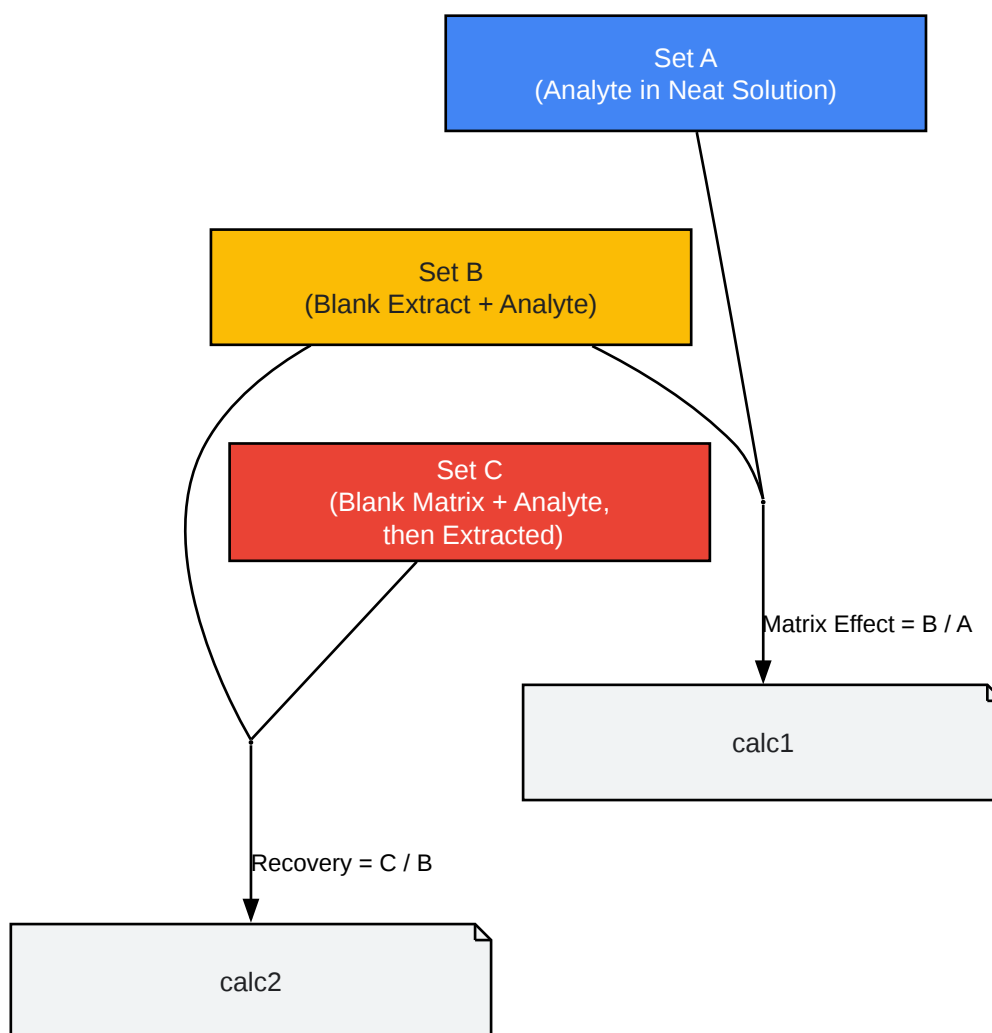 Set A
(Analyte in Neat Solution)
Set B
(Blank Extract + Analyte)
Set C
(Blank Matrix + Analyte,
then Extracted)
Matrix Effect = B / A
calc1
Recovery = C / B
calc2